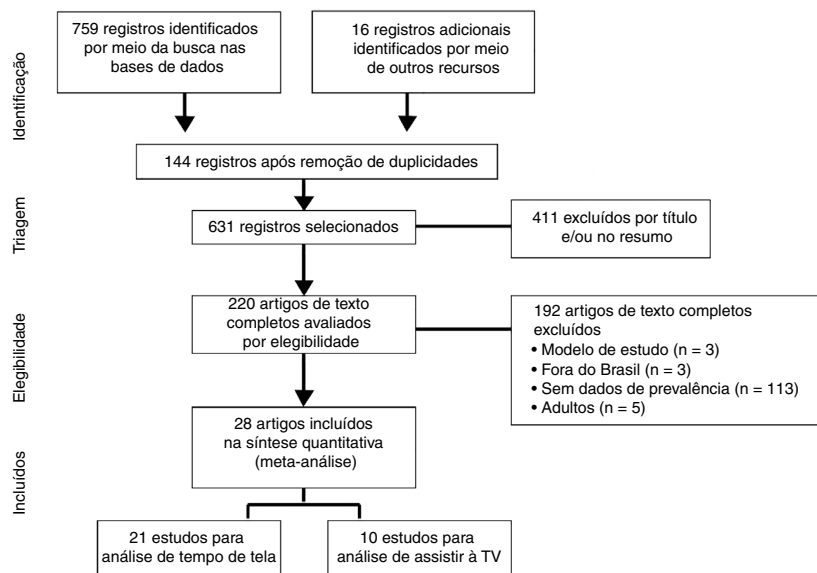 759 registros identificados
por meio da busca nas
bases de dados
16 registros adicionais
identificados por meio
de outros recursos
Identificação
144 registros após remoção de duplicidades
Triagem
631 registros selecionados
411 excluídos por título
e/ou no resumo
Elegibilidade
220 artigos de texto
completos avaliados
por elegibilidade
192 artigos de texto completos
excluídos
• Modelo de estudo (n = 3)
• Fora do Brasil (n = 3)
• Sem dados de prevalência (n = 113)
• Adultos (n = 5)
Incluídos
28 artigos incluídos
na síntese quantitativa
(meta-análise)
21 estudos para
análise de tempo de tela
10 estudos para
análise de assistir à TV